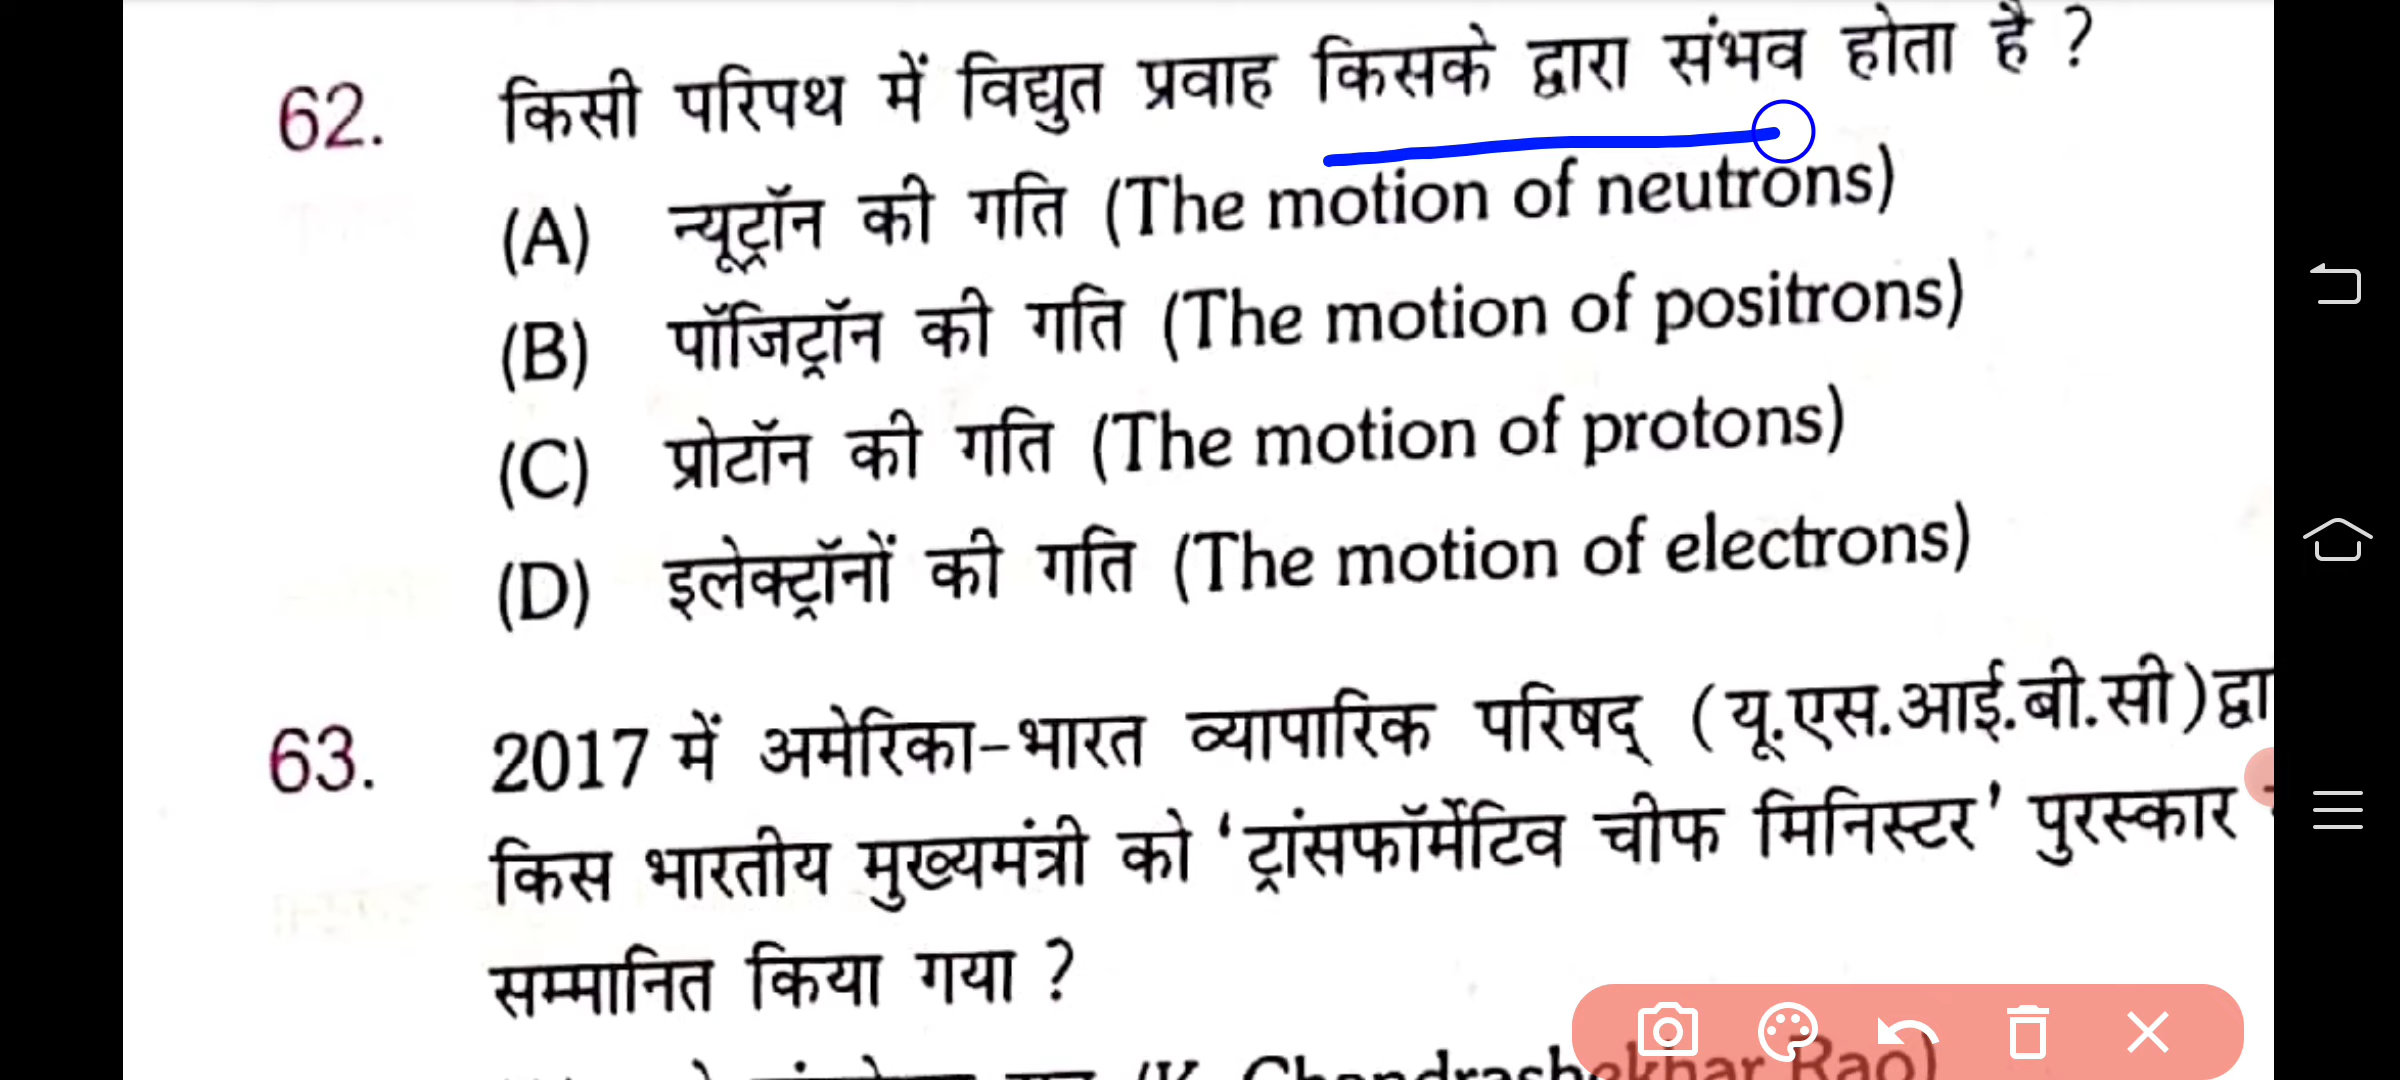 62. किसी परिपथ में विद्युत प्रवाह किसके द्वारा संभव होता है ?
(A) न्यूट्रॉन की गति (The motion of neutrons)
(B) पॉजिट्रॉन की गति (The motion of positrons)
(C) प्रोटॉन की गति (The motion of protons)
(D) इलेक्ट्रॉनों की गति (The motion of electrons)
63. 2017 में अमेरिका-भारत व्यापारिक परिषद् (यू.एस.आई.बी.सी)द्वा
किस भारतीय मुख्यमंत्री को 'ट्रांसफॉर्मेटिव चीफ मिनिस्टर' पुरस्कार
सम्मानित किया गया ?
(K. Chandrashekhar Rao)